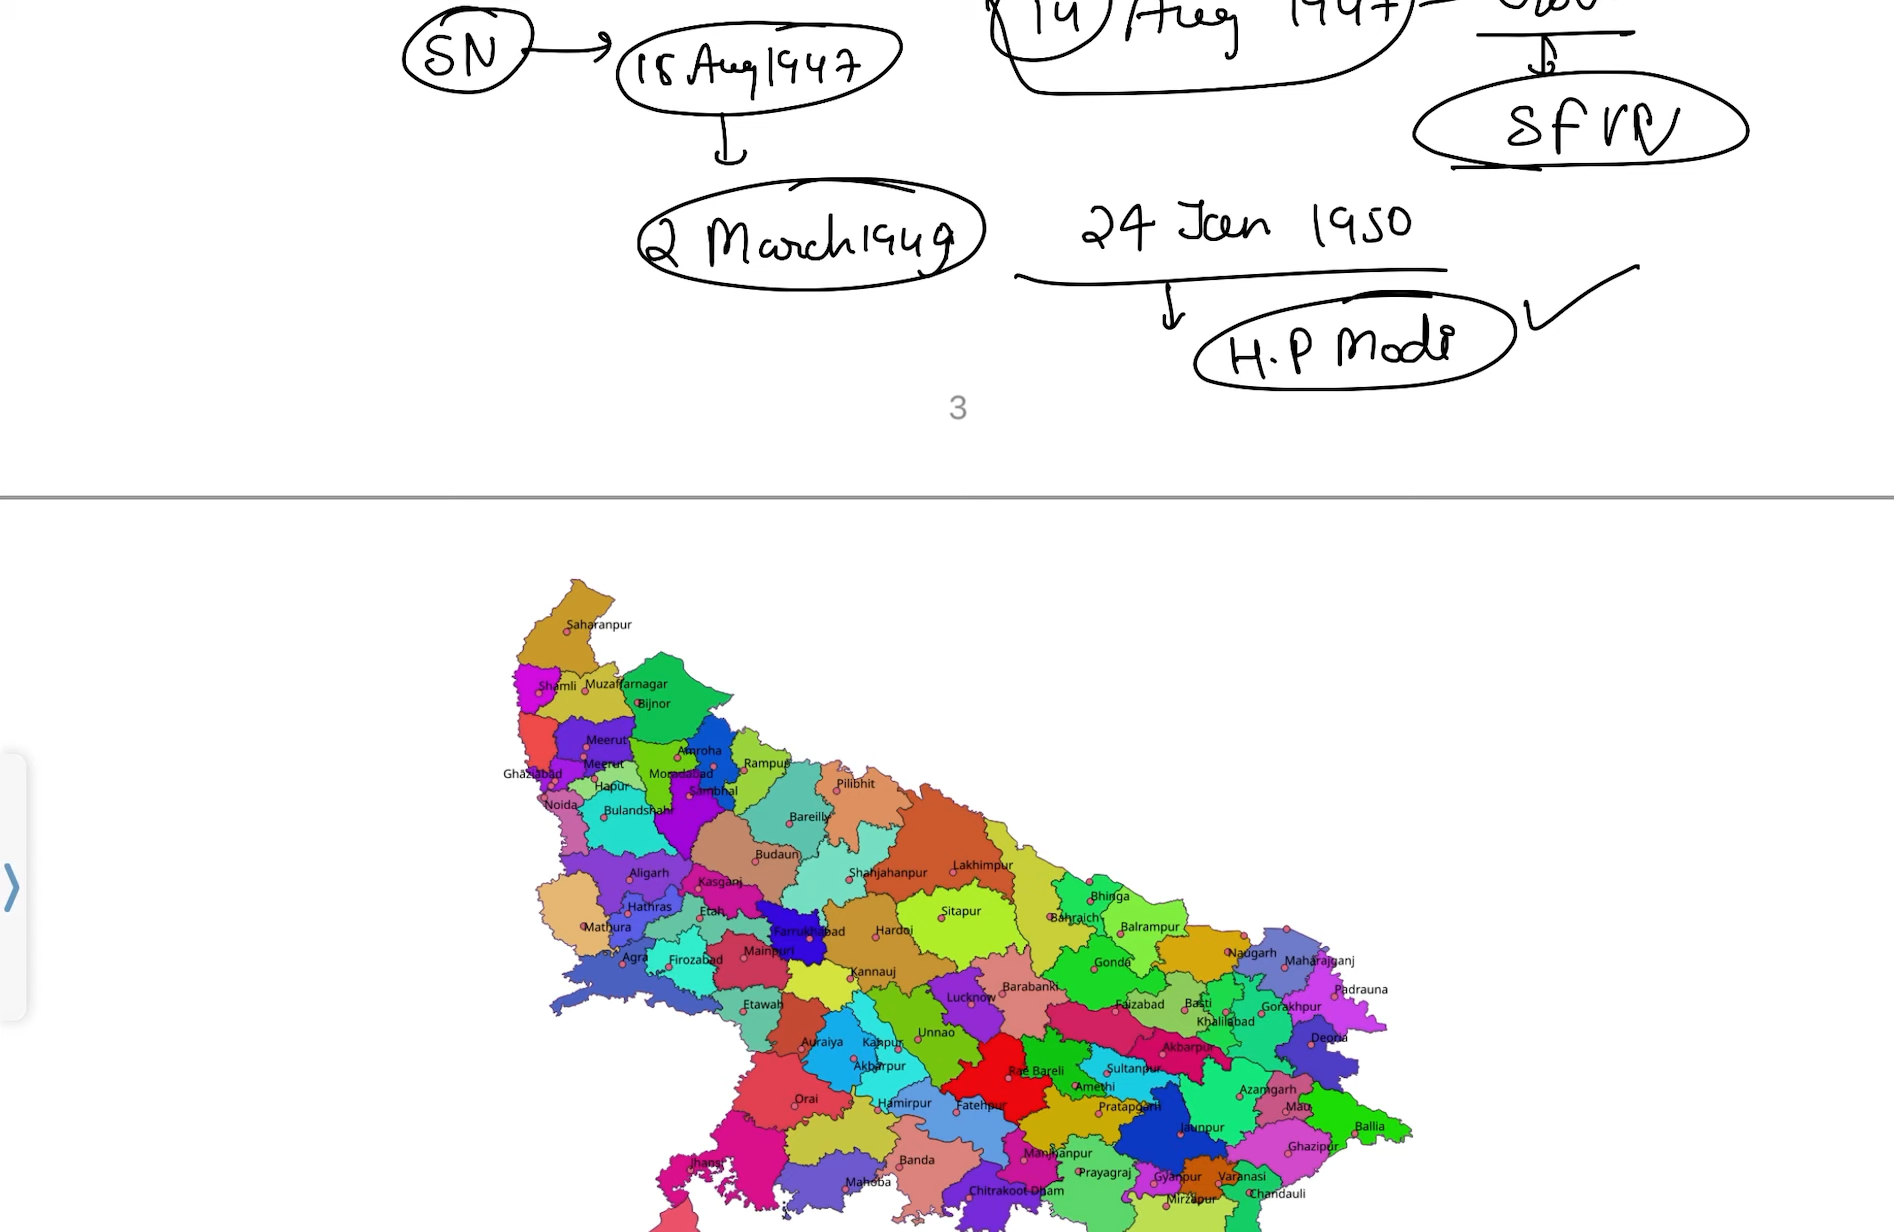 14 Aug 1947
SN → 15 Aug 1947
SFVN
2 March 1949
24 Jan 1950
H.P Modi
3
Saharanpur
Shamli
Muzaffarnagar
Bijnor
Meerut
Amroha
Meerut
Ghaziabad
Moradabad
Rampur
Hapur
Sambhal
Pilibhit
Noida
Bulandshahr
Bareilly
Budaun
Lakhimpur
Aligarh
Kasganj
Shahjahanpur
Bhinga
Hathras
Etah
Sitapur
Bahraich
Mathura
Farrukhabad
Hardoi
Balrampur
Agra
Firozabad
Mainpuri
Kannauj
Gonda
Naugarh
Maharajganj
Lucknow
Barabanki
Padrauna
Etawah
Faizabad
Basti
Gorakhpur
Khalilabad
Unnao
Auraiya
Kanpur
Akbarpur
Deoria
Akbarpur
Rae Bareli
Sultanpur
Amethi
Azamgarh
Orai
Hamirpur
Fatehpur
Pratapgarh
Mau
Jaunpur
Ballia
Ghazipur
Jhansi
Banda
Manjhanpur
Prayagraj
Gyanpur
Varanasi
Mahoba
Chitrakoot Dham
Mirzapur
Chandauli